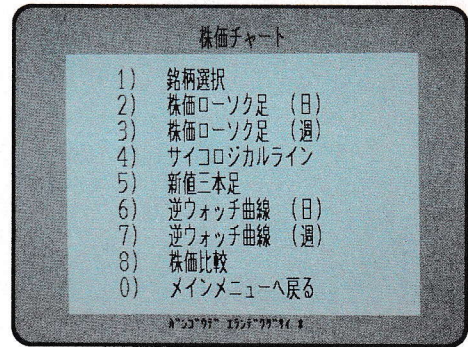 株価チャート
1) 銘柄選択
2) 株価ローソク足 (日)
3) 株価ローソク足 (週)
4) サイコロジカルライン
5) 新値三本足
6) 逆ウォッチ曲線 (日)
7) 逆ウォッチ曲線 (週)
8) 株価比較
0) メインメニューへ戻る
ﾊﾞﾝｺﾞｳﾃﾞ ｴﾗﾝﾃﾞｸﾀﾞｻｲ